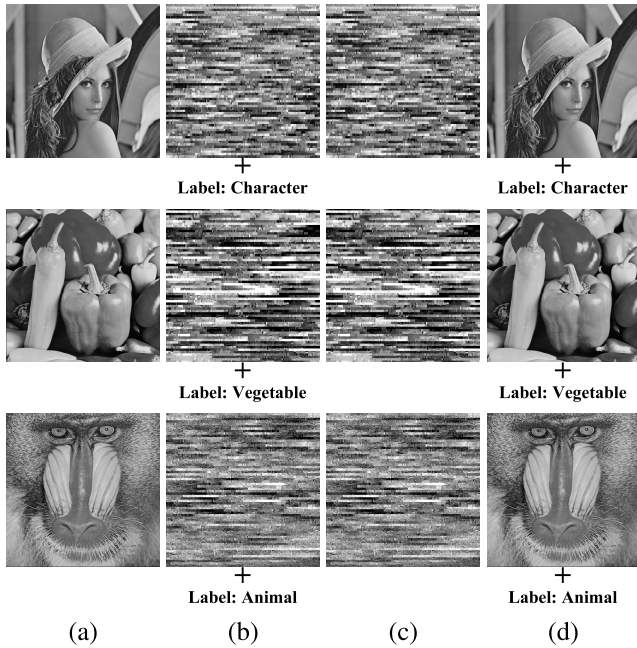 + +
Label: Character Label: Character
+ +
Label: Vegetable Label: Vegetable
+ +
Label: Animal Label: Animal
(a) (b) (c) (d)